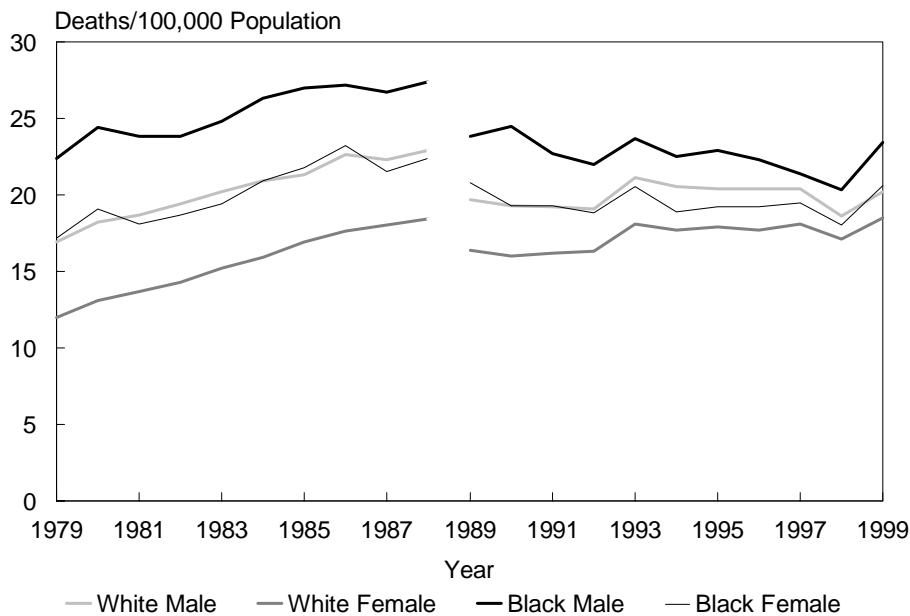 Deaths/100,000 Population
30
25
20
15
10
5
0
1979 1981 1983 1985 1987 1989 1991 1993 1995 1997 1999
Year
White Male White Female Black Male Black Female